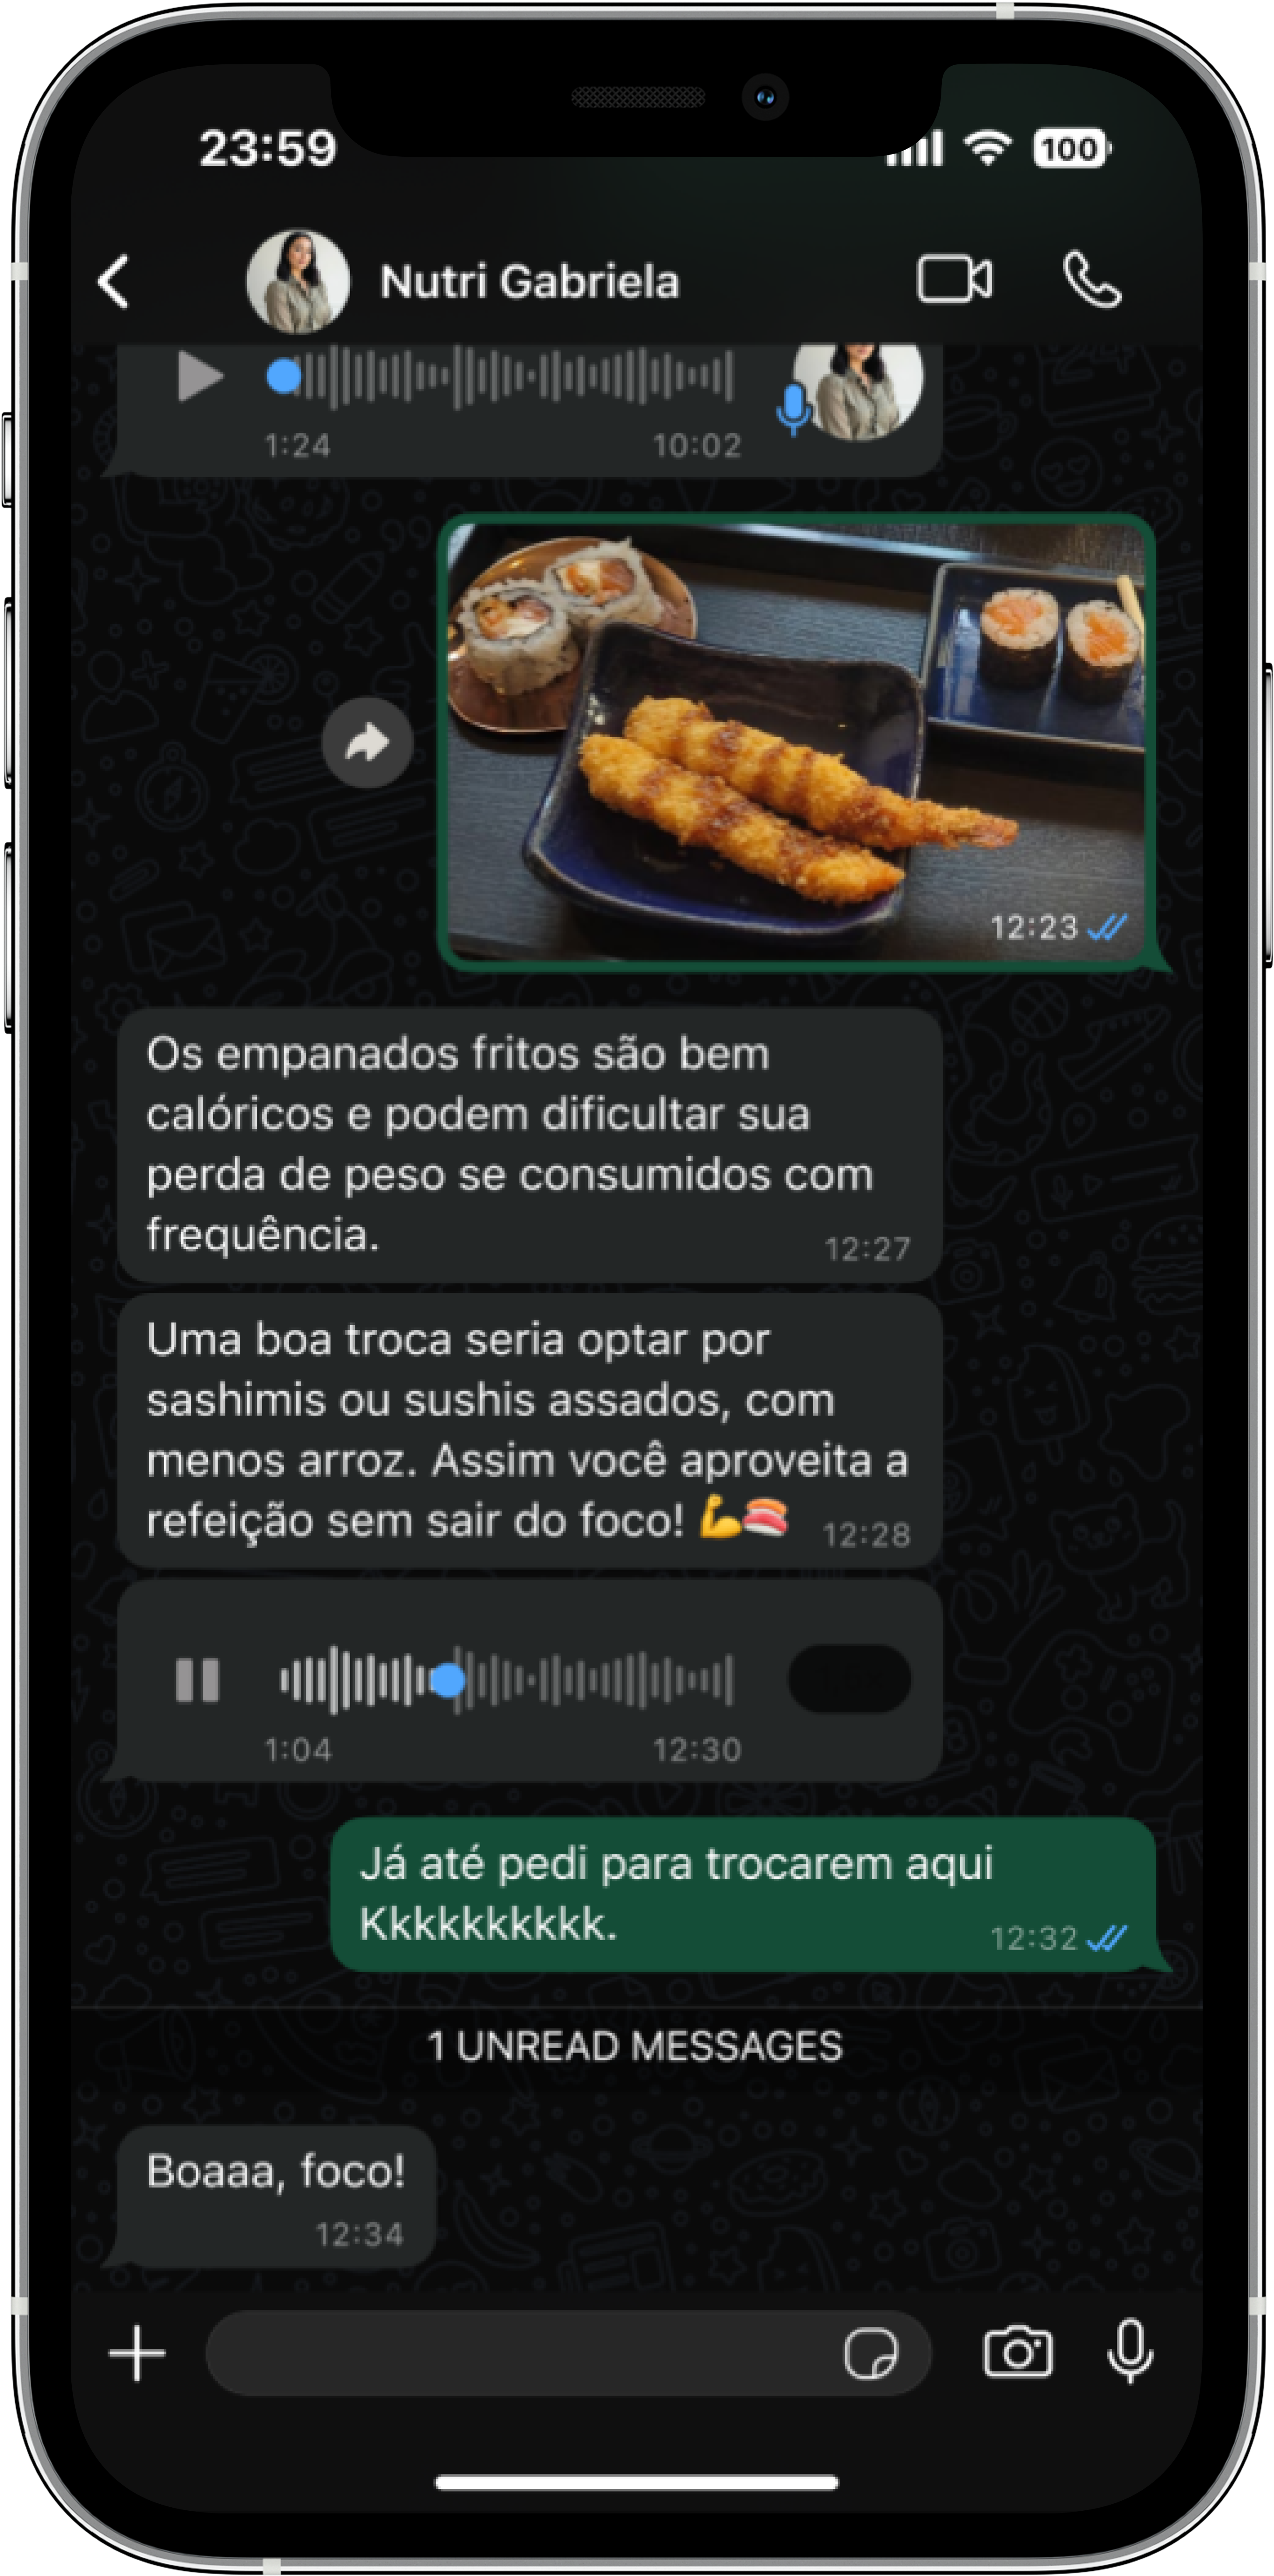 23:59
100
Nutri Gabriela
1:24
10:02
12:23
Os empanados fritos são bem
calóricos e podem dificultar sua
perda de peso se consumidos com
frequência.
12:27
Uma boa troca seria optar por
sashimis ou sushis assados, com
menos arroz. Assim você aproveita a
refeição sem sair do foco! 💪🍣
12:28
1:04
12:30
Já até pedi para trocarem aqui
Kkkkkkkkkk.
12:32
1 UNREAD MESSAGES
Boaaa, foco!
12:34